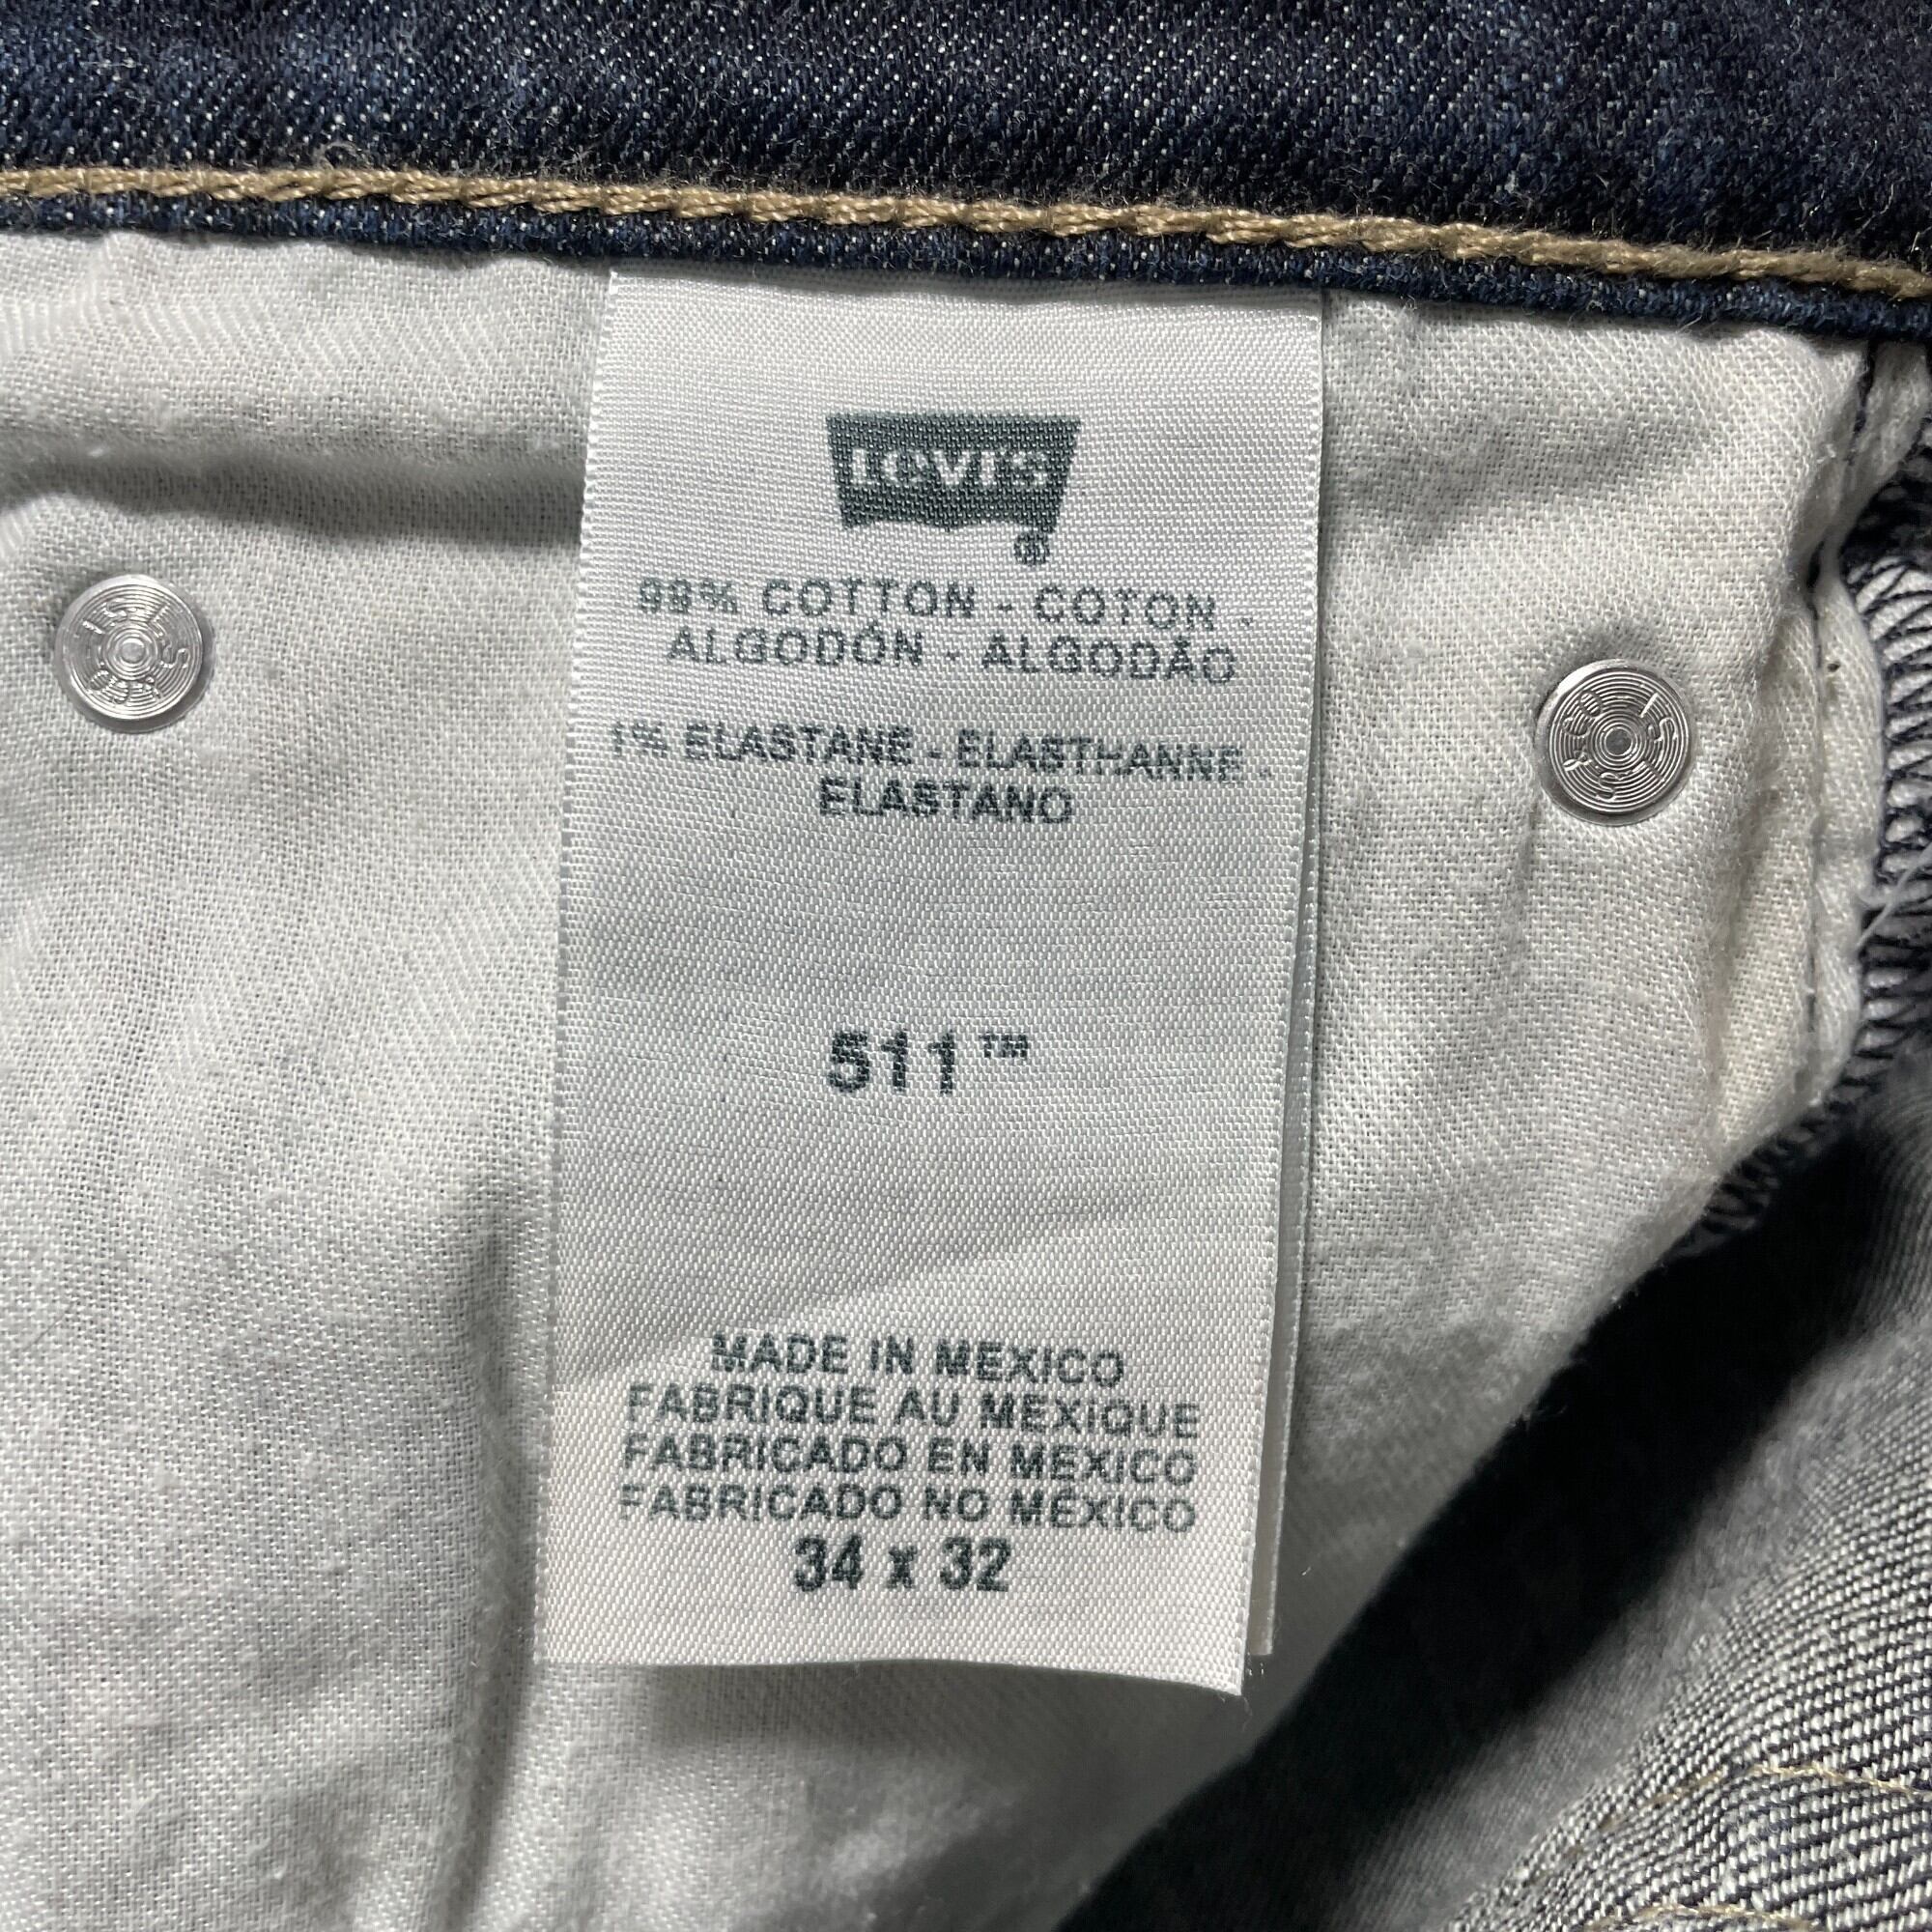 Levi's
®
99% COTTON - COTON -
ALGODÓN - ALGODÃO
1% ELASTANE - ELASTHANNE -
ELASTANO
511™
MADE IN MEXICO
FABRIQUE AU MEXIQUE
FABRICADO EN MEXICO
FABRICADO NO MÉXICO
34 x 32